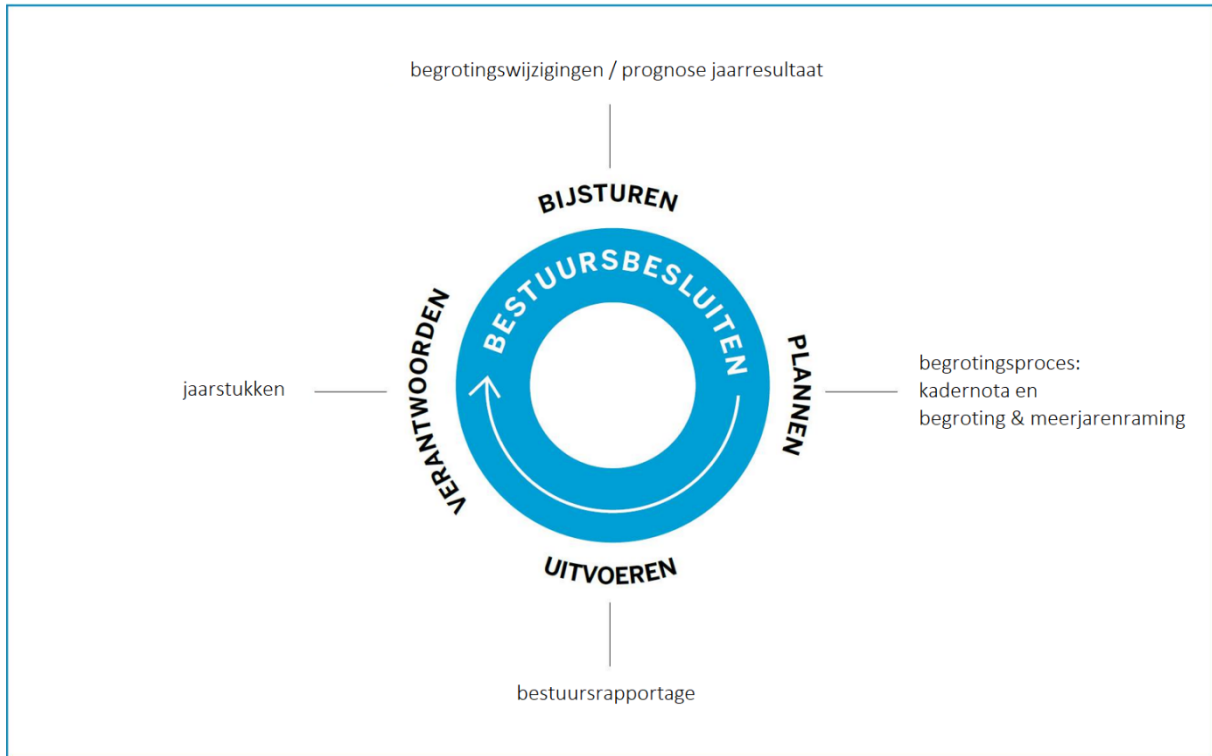 begrotingswijzigingen / prognose jaarresultaat
BIJSTUREN
BESTUURSBESLUITEN
VERANTWOORDEN
PLANNEN
jaarstukken
begrotingsproces:
kadernota en
begroting & meerjarenraming
UITVOEREN
bestuursrapportage